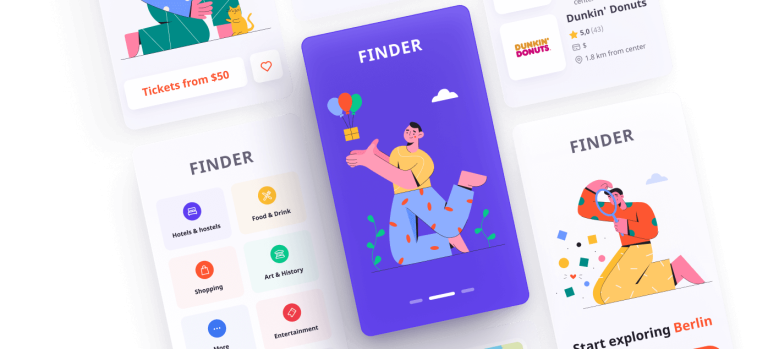 Tickets from $50
FINDER
Hotels & hostels
Food & Drink
Shopping
Art & History
More
Entertainment
FINDER
center
Dunkin' Donuts
DUNKIN'
DONUTS
5,0 (43)
5
1.8 km from center
FINDER
Start exploring Berlin